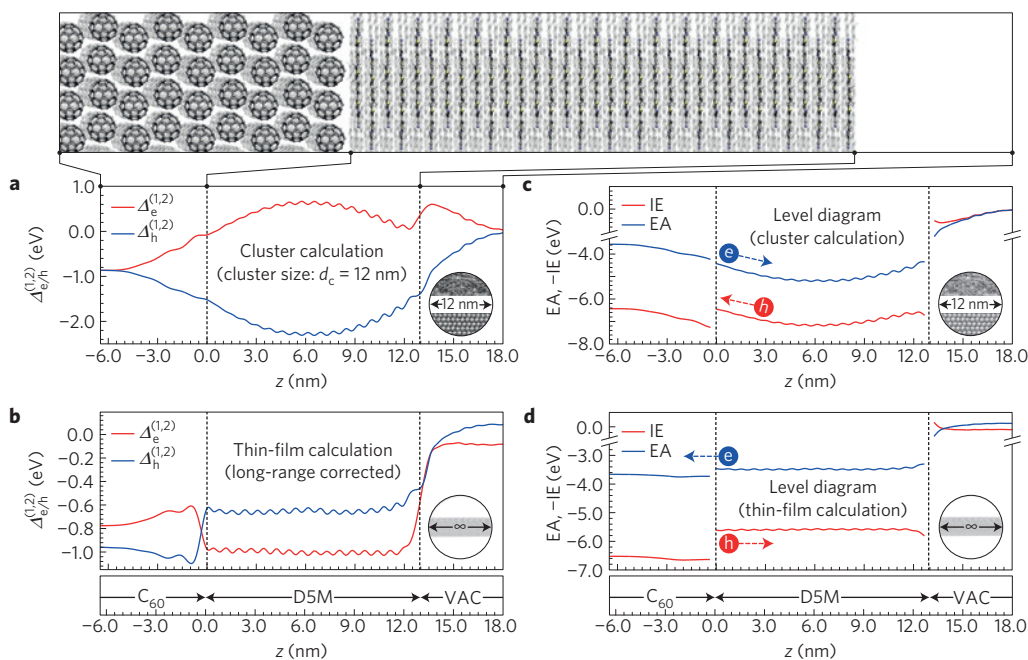 a
1.0
0.0
−1.0
−2.0
Δe/h(1,2) (eV)
Δe(1,2)
Δh(1,2)
Cluster calculation
(cluster size: dc = 12 nm)
12 nm
−6.0 −3.0 0.0 3.0 6.0 9.0 12.0 15.0 18.0
z (nm)
c
0.0
−4.0
−6.0
−8.0
EA, −IE (eV)
IE
EA
Level diagram
(cluster calculation)
e
h
12 nm
−6.0 −3.0 0.0 3.0 6.0 9.0 12.0 15.0 18.0
z (nm)
b
0.0
−0.2
−0.4
−0.6
−0.8
−1.0
Δe/h(1,2) (eV)
Δe(1,2)
Δh(1,2)
Thin-film calculation
(long-range corrected)
∞
C60 D5M VAC
−6.0 −3.0 0.0 3.0 6.0 9.0 12.0 15.0 18.0
z (nm)
d
0.0
−3.0
−4.0
−5.0
−6.0
−7.0
EA, −IE (eV)
IE
EA
e
Level diagram
(thin-film calculation)
h
∞
C60 D5M VAC
−6.0 −3.0 0.0 3.0 6.0 9.0 12.0 15.0 18.0
z (nm)